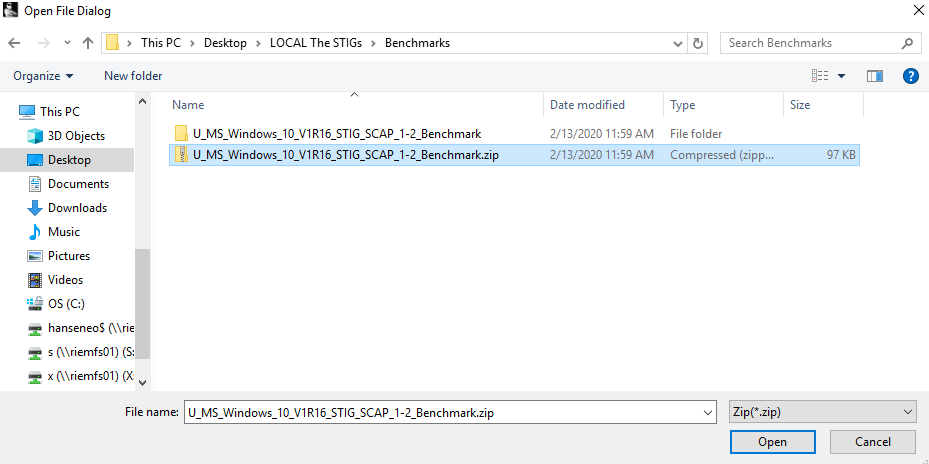 Open File Dialog
This PC > Desktop > LOCAL The STIGs > Benchmarks
Search Benchmarks
Organize
New folder
Name
Date modified
Type
Size
U_MS_Windows_10_V1R16_STIG_SCAP_1-2_Benchmark 2/13/2020 11:59 AM File folder
U_MS_Windows_10_V1R16_STIG_SCAP_1-2_Benchmark.zip 2/13/2020 11:59 AM Compressed (zipp... 97 KB
This PC
3D Objects
Desktop
Documents
Downloads
Music
Pictures
Videos
OS (C:)
hanseneo$ (\\rie
s (\\riemfs01) (S:
x (\\riemfs01) (X
File name: U_MS_Windows_10_V1R16_STIG_SCAP_1-2_Benchmark.zip
Zip(*.zip)
Open
Cancel